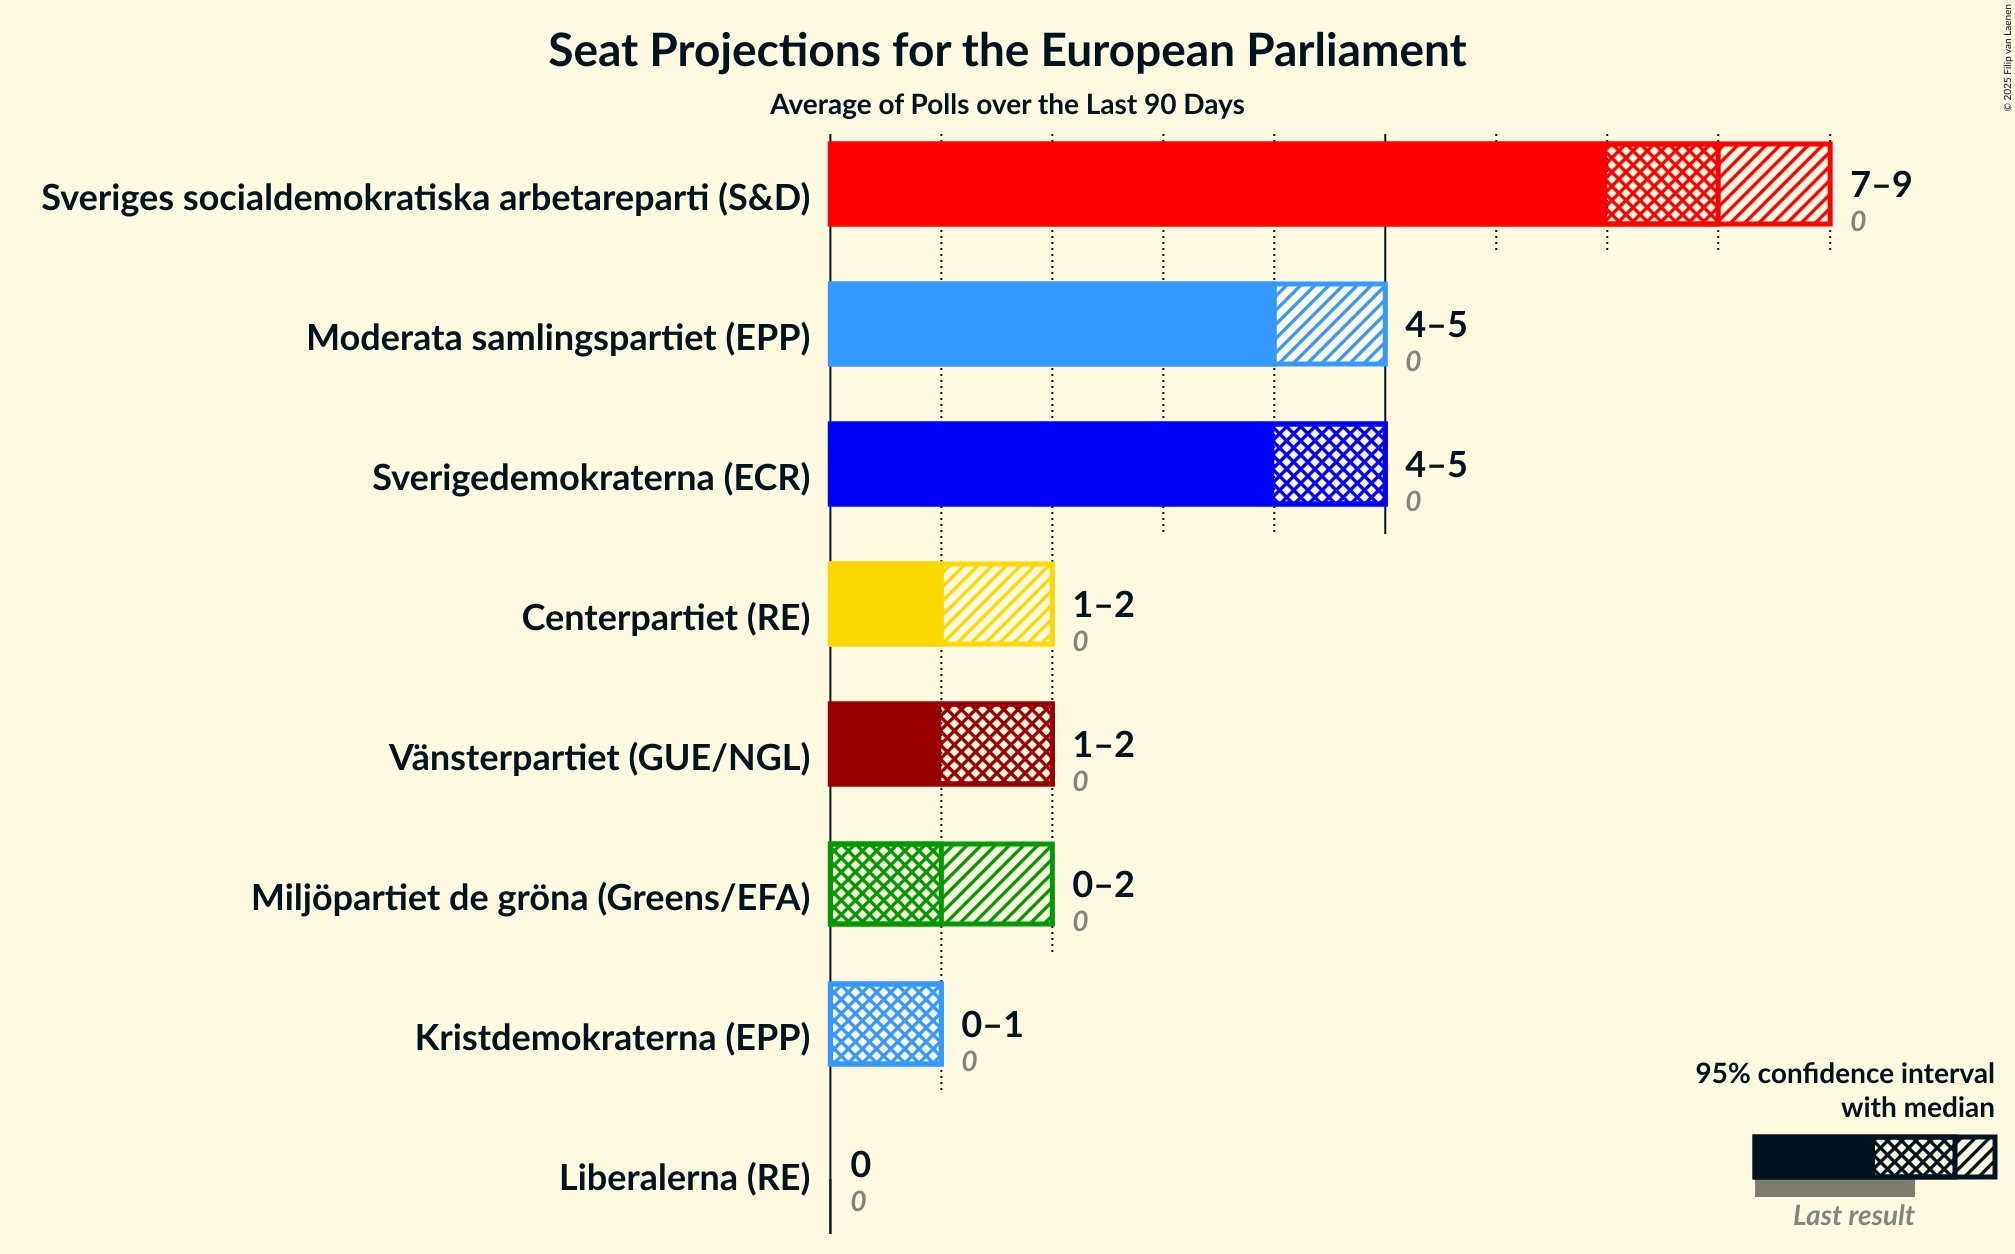 Seat Projections for the European Parliament
Average of Polls over the Last 90 Days
© 2025 Filip van Laenen
Sveriges socialdemokratiska arbetareparti (S&D)
7–9
0
Moderata samlingspartiet (EPP)
4–5
0
Sverigedemokraterna (ECR)
4–5
0
Centerpartiet (RE)
1–2
0
Vänsterpartiet (GUE/NGL)
1–2
0
Miljöpartiet de gröna (Greens/EFA)
0–2
0
Kristdemokraterna (EPP)
0–1
0
Liberalerna (RE)
0
0
95% confidence interval
with median
Last result